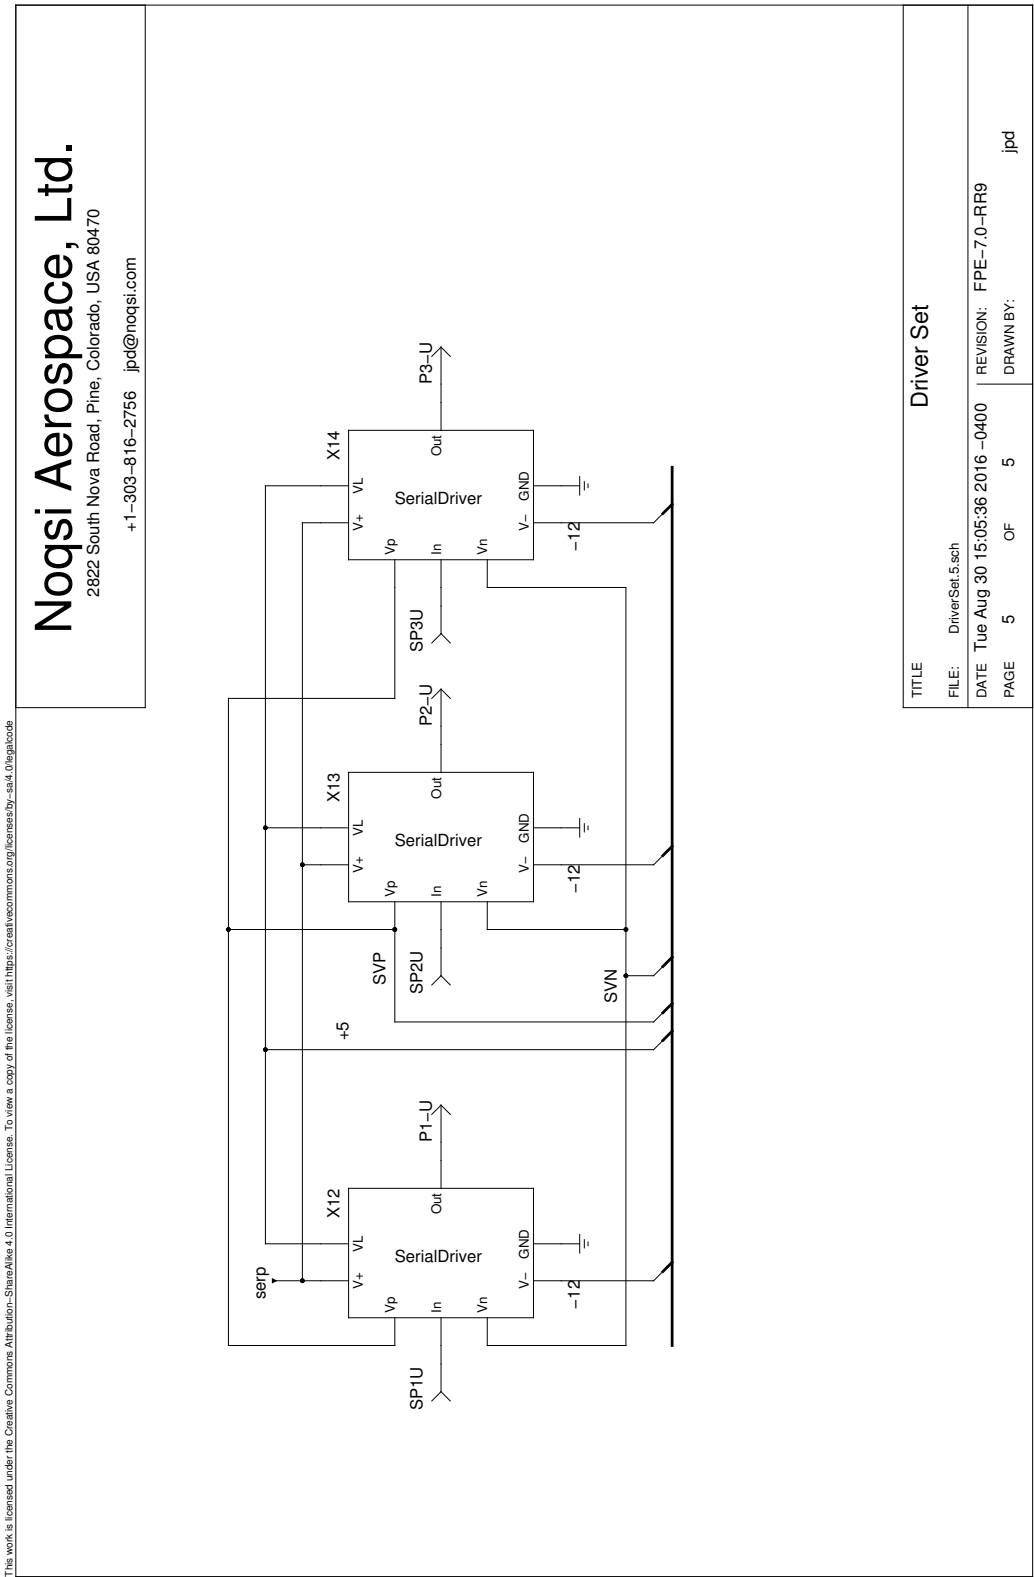 This work is licensed under the Creative Commons Attribution−ShareAlike 4.0 International License. To view a copy of the license, visit https://creativecommons.org/licenses/by−sa/4.0/legalcode
Noqsi Aerospace, Ltd.
2822 South Nova Road, Pine, Colorado, USA 80470
+1−303−816−2756 jpd@noqsi.com
serp
X12
V+
VL
Vp
In
Vn
SerialDriver
Out
V−
GND
SP1U
P1−U
−12
+5
SVP
SVN
X13
V+
VL
Vp
In
Vn
SerialDriver
Out
V−
GND
SP2U
P2−U
−12
X14
V+
VL
Vp
In
Vn
SerialDriver
Out
V−
GND
SP3U
P3−U
−12
TITLE
Driver Set
FILE: DriverSet.5.sch
DATE Tue Aug 30 15:05:36 2016 −0400
REVISION: FPE−7.0−RR9
PAGE 5 OF 5
DRAWN BY: jpd